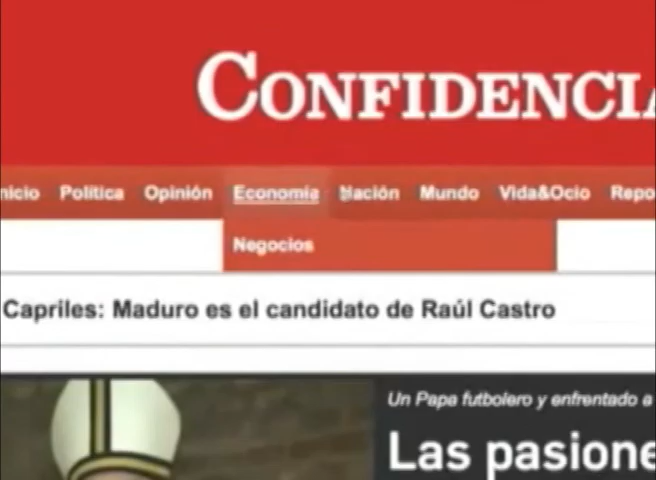 CONFIDENCIA
nicio Política Opinión Economía Nación Mundo Vida&Ocio Repo
Negocios
Capriles: Maduro es el candidato de Raúl Castro
Un Papa futbolero y enfrentado a
Las pasione